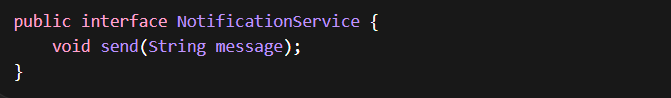 public interface NotificationService {
    void send(String message);
}